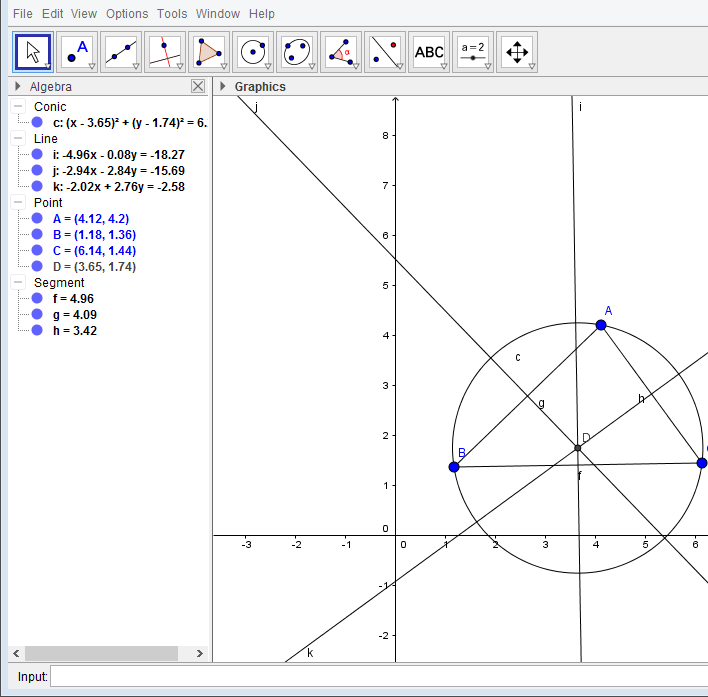 File Edit View Options Tools Window Help
A α ABC a=2
Algebra
Graphics
Conic
c: (x - 3.65)² + (y - 1.74)² = 6.
Line
i: -4.96x - 0.08y = -18.27
j: -2.94x - 2.84y = -15.69
k: -2.02x + 2.76y = -2.58
Point
A = (4.12, 4.2)
B = (1.18, 1.36)
C = (6.14, 1.44)
D = (3.65, 1.74)
Segment
f = 4.96
g = 4.09
h = 3.42
j i
8
7
6
5
A
4
c
3
g h
2
D
B
f
1
0
-3 -2 -1 0 1 2 3 4 5 6
-1
-2
k
Input: